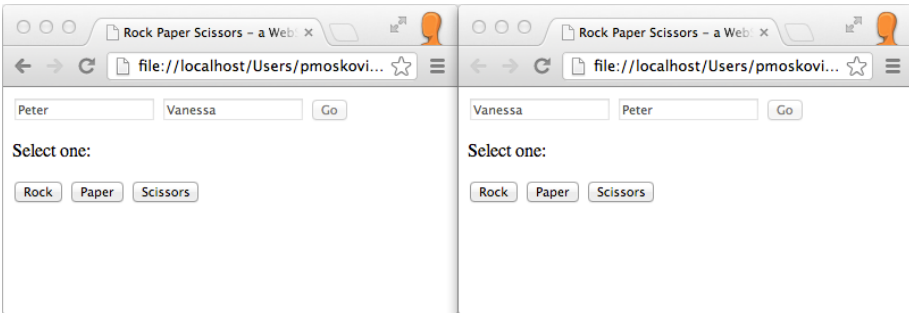 Rock Paper Scissors – a Web
file://localhost/Users/pmoskovi...
Peter Vanessa Go
Select one:
Rock Paper Scissors
Rock Paper Scissors – a Web
file://localhost/Users/pmoskovi...
Vanessa Peter Go
Select one:
Rock Paper Scissors